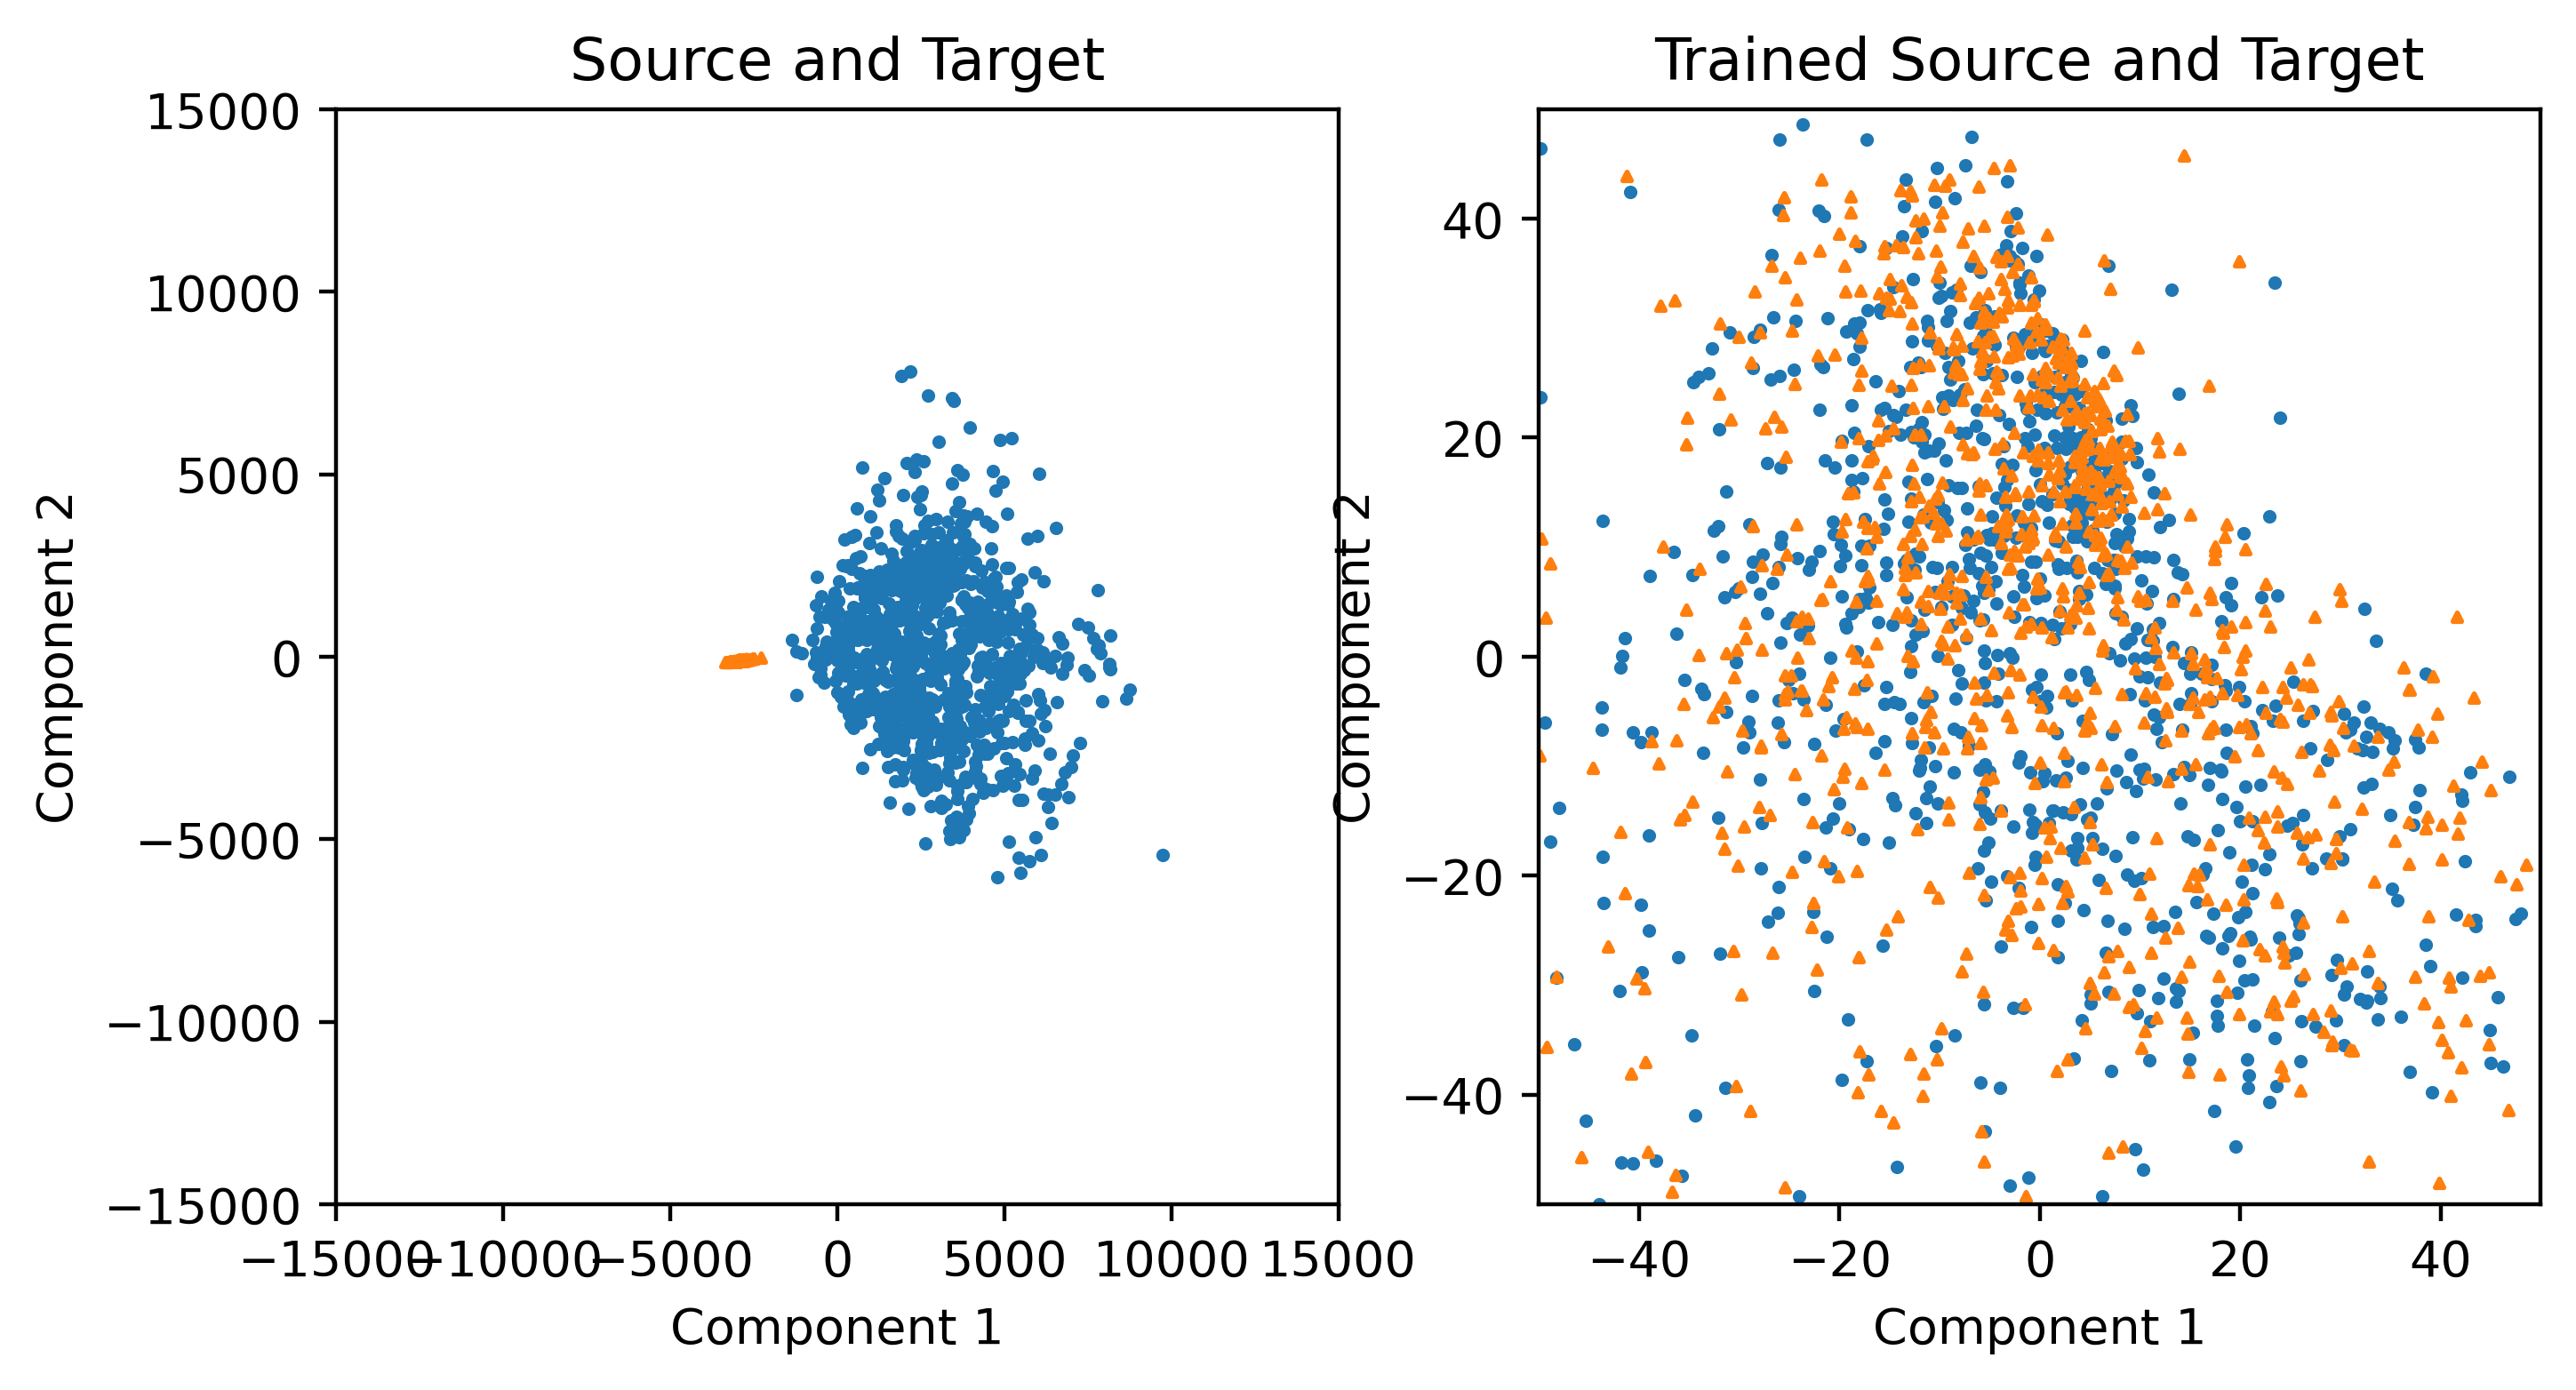 Source and Target
15000
10000
5000
0
−5000
−10000
−15000
Component 2
−15000 −10000 −5000 0 5000 10000 15000
Component 1
Trained Source and Target
40
20
0
−20
−40
Component 2
−40 −20 0 20 40
Component 1